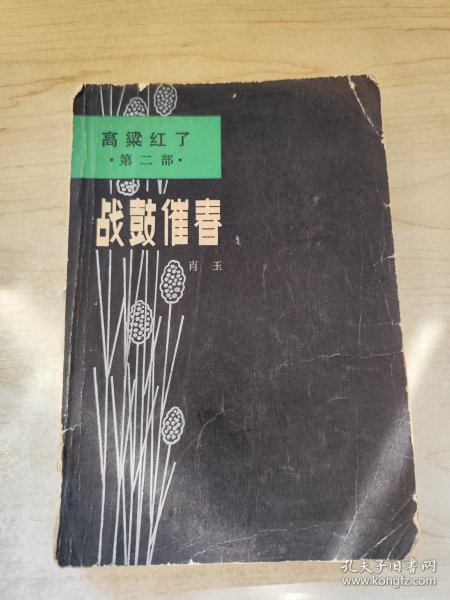 高粱红了
·第二部·
战鼓催春
肖玉
孔夫子旧书网
www.kongfz.com